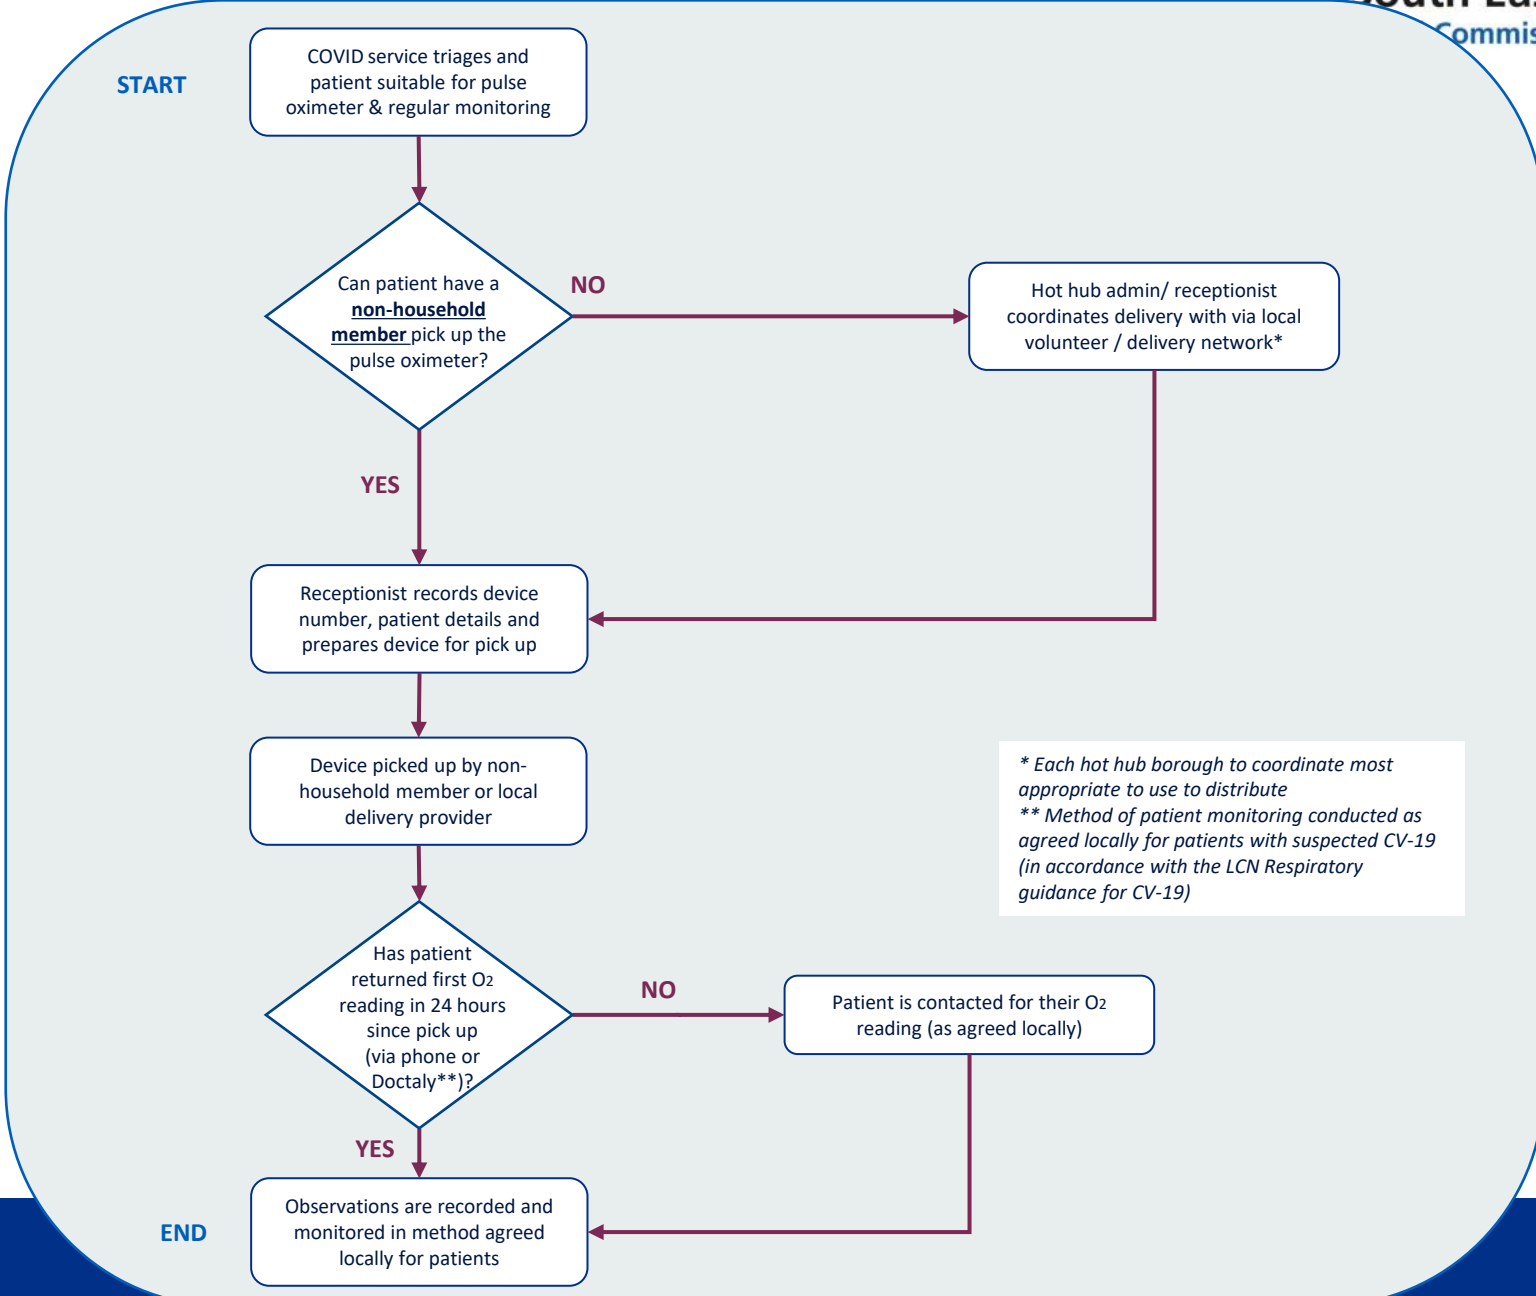 START
COVID service triages and
patient suitable for pulse
oximeter & regular monitoring
Can patient have a
non-household
member pick up the
pulse oximeter?
NO
Hot hub admin/ receptionist
coordinates delivery with via local
volunteer / delivery network*
YES
Receptionist records device
number, patient details and
prepares device for pick up
Device picked up by non-
household member or local
delivery provider
* Each hot hub borough to coordinate most
appropriate to use to distribute
** Method of patient monitoring conducted as
agreed locally for patients with suspected CV-19
(in accordance with the LCN Respiratory
guidance for CV-19)
Has patient
returned first O2
reading in 24 hours
since pick up
(via phone or
Doctaly**)?
NO
Patient is contacted for their O2
reading (as agreed locally)
YES
END
Observations are recorded and
monitored in method agreed
locally for patients